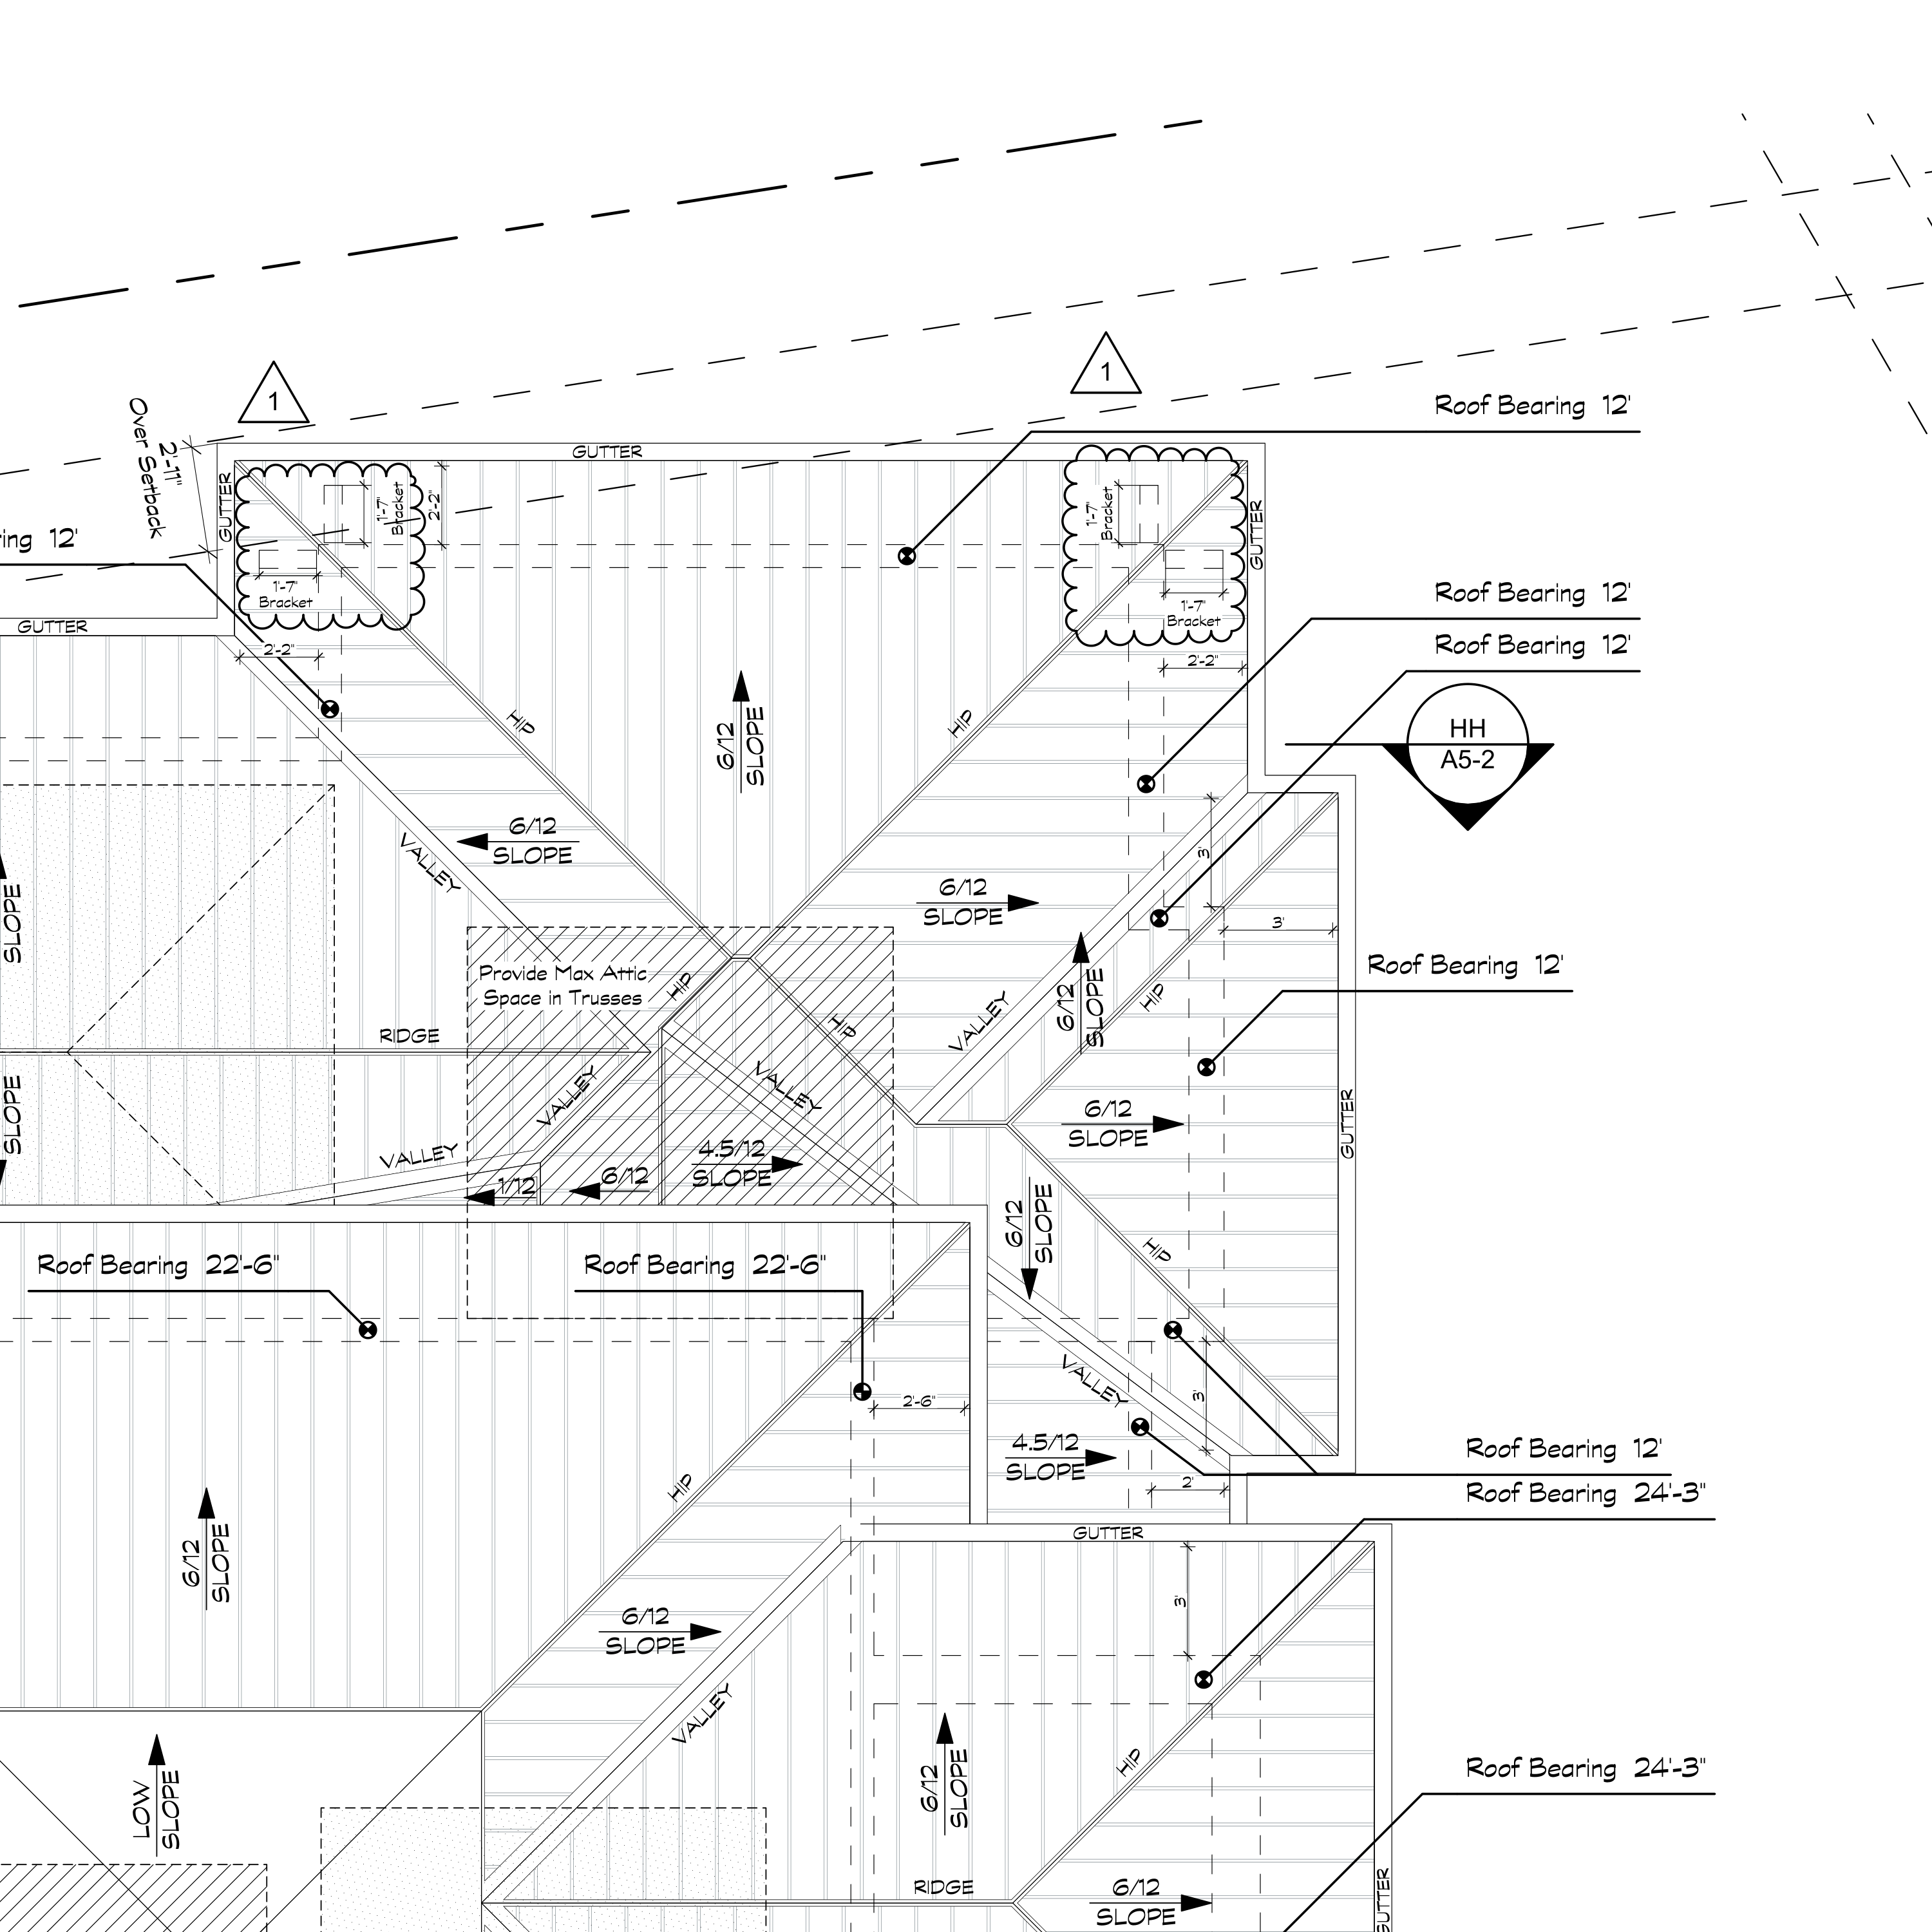 1
1
Roof Bearing 12'
Over Setback
2'-11"
GUTTER
GUTTER
GUTTER
1'-7"
Bracket
2'-2"
1'-7"
Bracket
1'-7"
Bracket
1'-7"
Bracket
ring 12'
GUTTER
Roof Bearing 12'
Roof Bearing 12'
2'-2"
2'-2"
HIP
HIP
6/12
SLOPE
HH
A5-2
VALLEY
6/12
SLOPE
3'
6/12
SLOPE
3'
SLOPE
Provide Max Attic
Space in Trusses
HIP
HIP
VALLEY
6/12
SLOPE
HIP
Roof Bearing 12'
RIDGE
VALLEY
VALLEY
SLOPE
VALLEY
6/12
SLOPE
GUTTER
4.5/12
SLOPE
1/12
6/12
6/12
SLOPE
HIP
Roof Bearing 22'-6"
Roof Bearing 22'-6"
VALLEY
3'
2'-6"
4.5/12
SLOPE
2'
Roof Bearing 12'
Roof Bearing 24'-3"
HIP
GUTTER
6/12
SLOPE
3'
6/12
SLOPE
VALLEY
6/12
SLOPE
HIP
Roof Bearing 24'-3"
LOW
SLOPE
RIDGE
6/12
SLOPE
GUTTER